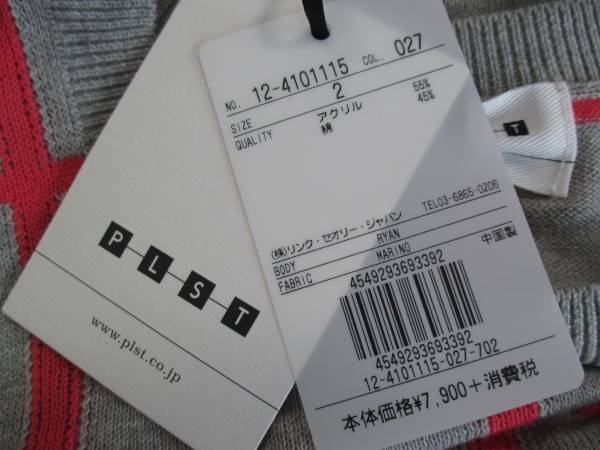 NO. 12-4101115 COL. 027
SIZE 2
QUALITY アクリル 55%
綿 45%
(株)リンク・セオリー・ジャパン TEL03-6865-0206
BODY RYAN
FABRIC MARINO 中国製
4549293693392
4549293693392
12-4101115-027-702
本体価格¥7,900+消費税
PLST
www.plst.co.jp
T